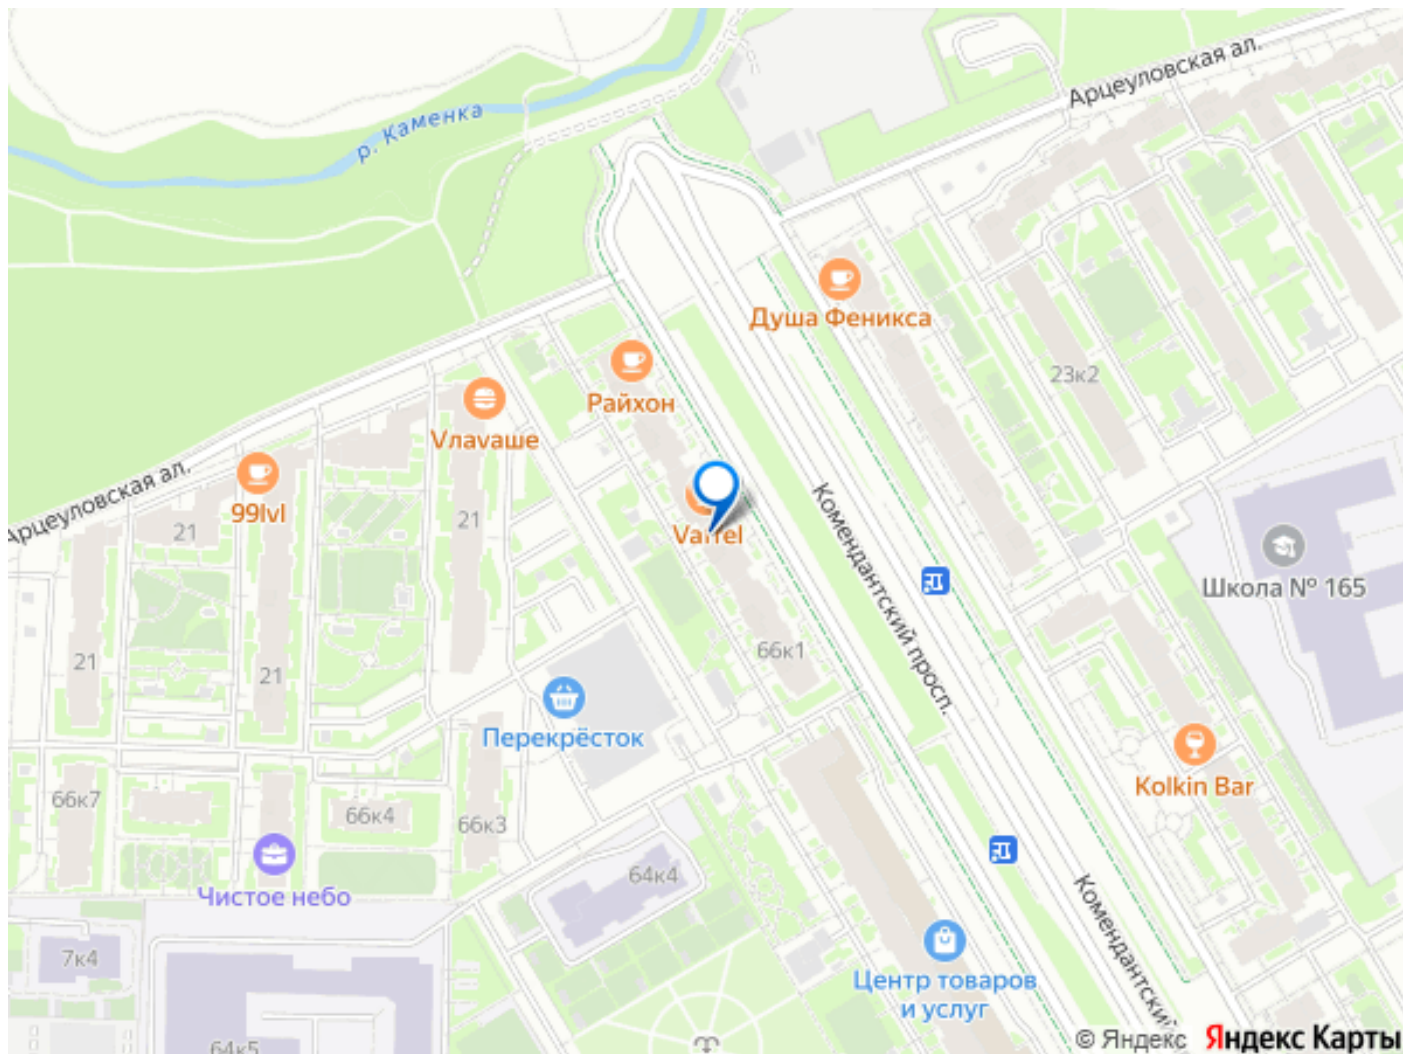 Арцеуловская ал.
р. Каменка
Душа Феникса
23к2
Райхон
Vлаваше
Арцеуловская ал.
99lvl
21
21
Комендантский просп.
Школа № 165
66к1
21
21
Перекрёсток
Kolkin Bar
66к7
66к4
66к3
64к4
Чистое небо
Комендантский
7к4
Центр товаров
и услуг
64к5
© Яндекс Яндекс Карты